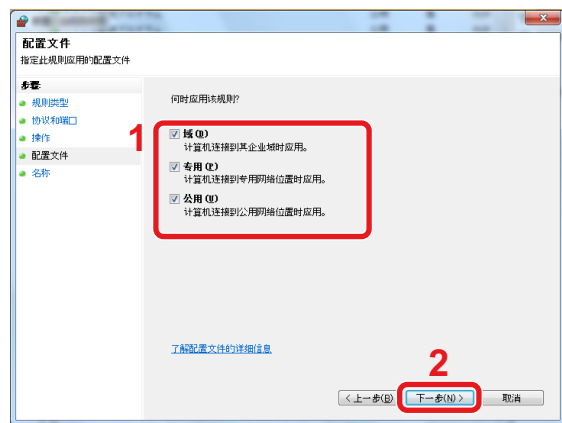 配置文件
指定此规则应用的配置文件
步骤:
规则类型
协议和端口
操作
配置文件
名称
何时应用该规则?
1
域(D)
计算机连接到其企业域时应用。
专用(P)
计算机连接到专用网络位置时应用。
公用(U)
计算机连接到公用网络位置时应用。
了解配置文件的详细信息
2
< 上一步(B)
下一步(N) >
取消